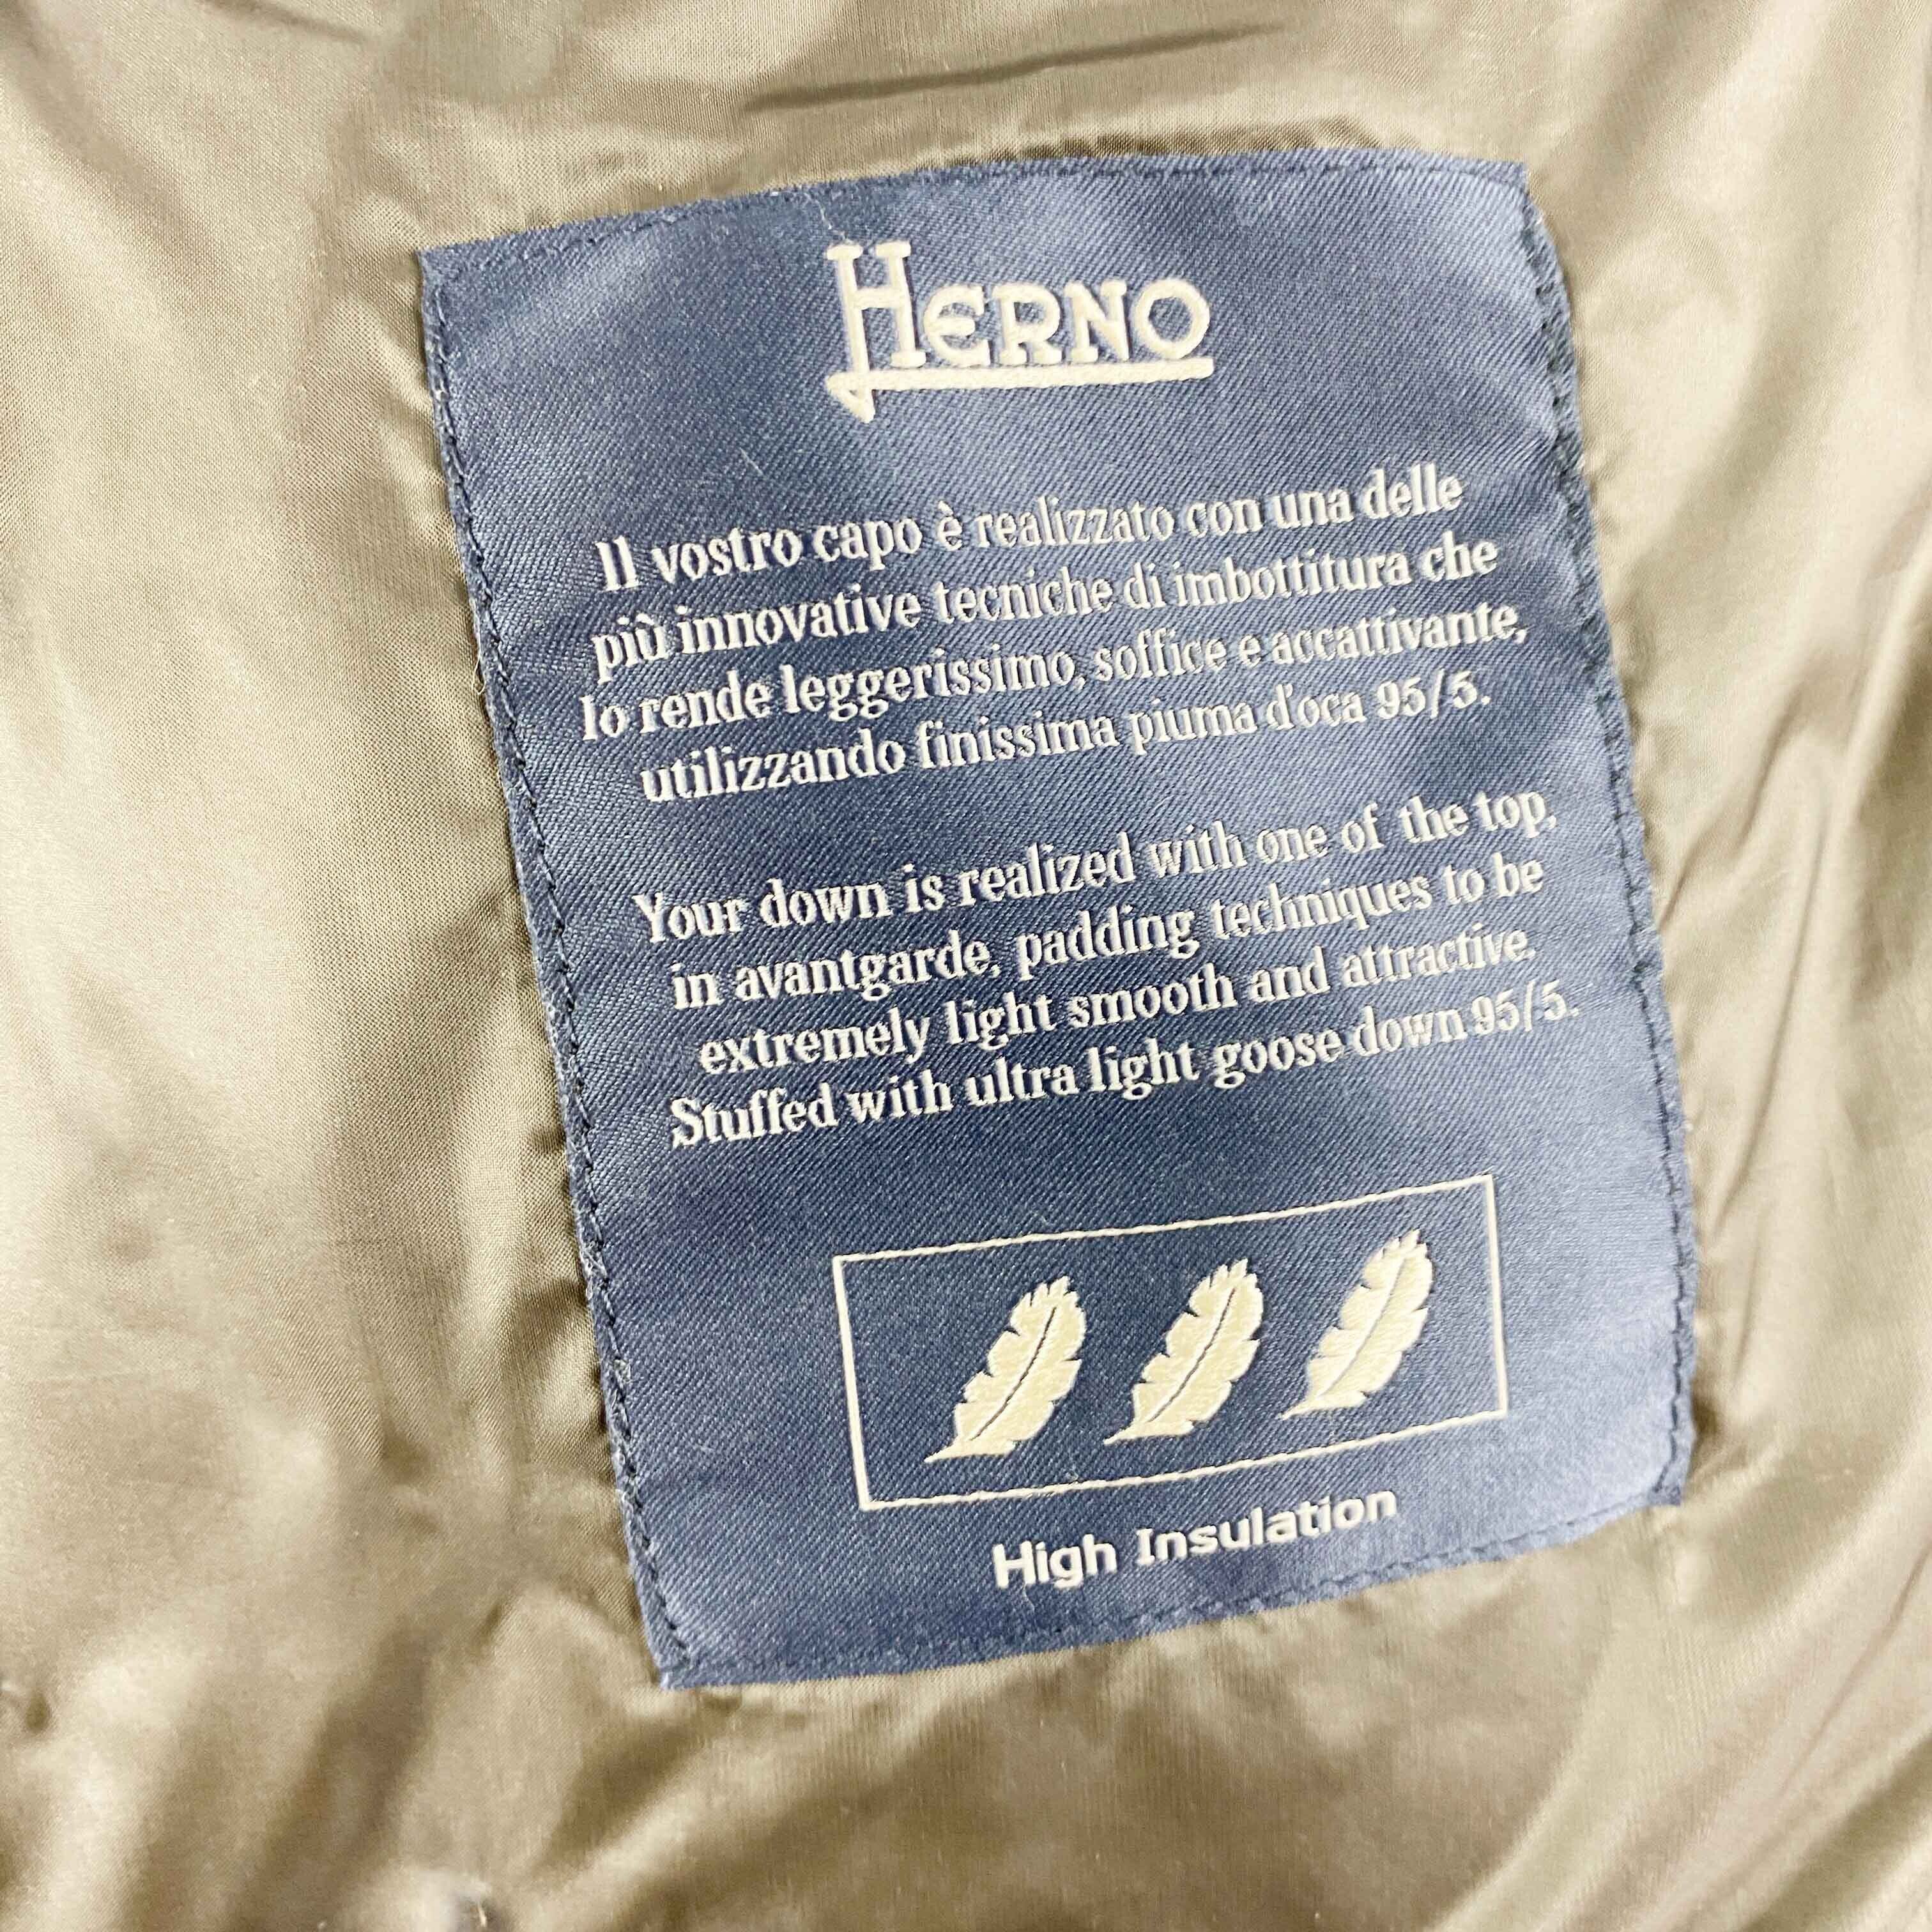 HERNO
Il vostro capo è realizzato con una delle
più innovative tecniche di imbottitura che
lo rende leggerissimo, soffice e accattivante,
utilizzando finissima piuma d'oca 95/5.
Your down is realized with one of the top,
in avantgarde, padding techniques to be
extremely light smooth and attractive.
Stuffed with ultra light goose down 95/5.
High Insulation